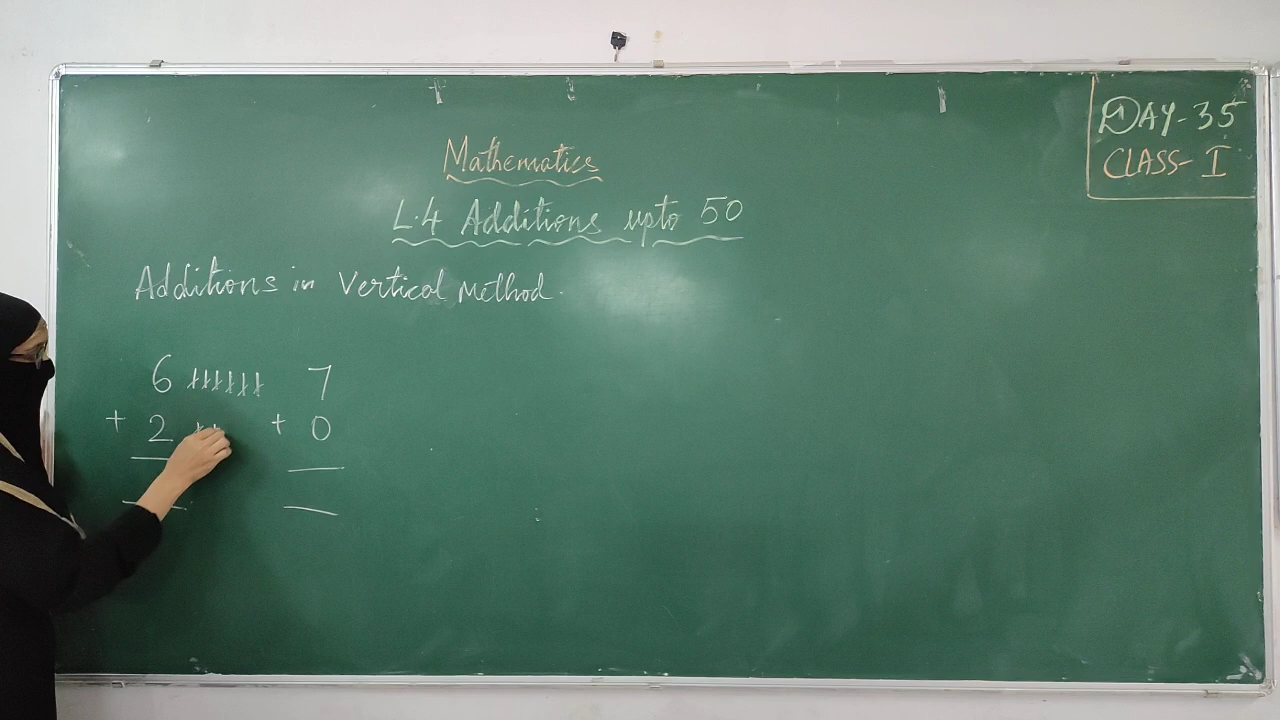 DAY-35
CLASS-I
Mathematics
L.4 Additions upto 50
Additions in Vertical Method.
6 7
+ 2 + 0